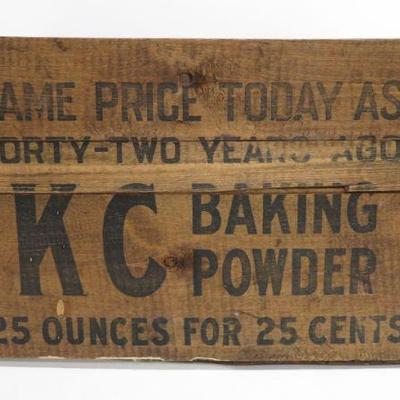 AME PRICE TODAY AS
ORTY-TWO YEARS AGO
KC BAKING
POWDER
25 OUNCES FOR 25 CENTS